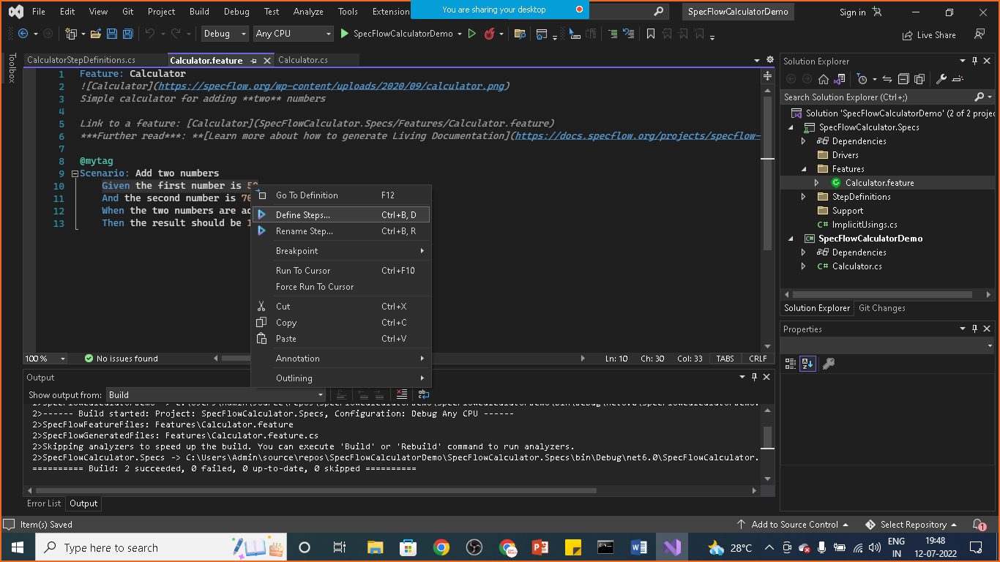 File Edit View Git Project Build Debug Test Analyze Tools Extension
You are sharing your desktop
SpecFlowCalculatorDemo
Sign in
Debug Any CPU SpecFlowCalculatorDemo
Live Share
Toolbox
CalculatorStepDefinitions.cs Calculator.feature Calculator.cs
1 Feature: Calculator
2 ![Calculator](https://specflow.org/wp-content/uploads/2020/09/calculator.png)
3 Simple calculator for adding **two** numbers
4
5 Link to a feature: [Calculator](SpecFlowCalculator.Specs/Features/Calculator.feature)
6 ***Further read***: **[Learn more about how to generate Living Documentation](https://docs.specflow.org/projects/specflow-
7
8 @mytag
9 Scenario: Add two numbers
10 Given the first number is 50
11 And the second number is 70
12 When the two numbers are ad
13 Then the result should be 1
Go To Definition F12
Define Steps... Ctrl+B, D
Rename Step... Ctrl+B, R
Breakpoint
Run To Cursor Ctrl+F10
Force Run To Cursor
Cut Ctrl+X
Copy Ctrl+C
Paste Ctrl+V
Annotation
Outlining
100 % No issues found Ln: 10 Ch: 30 Col: 33 TABS CRLF
Output
Show output from: Build
2>------ Build started: Project: SpecFlowCalculator.Specs, Configuration: Debug Any CPU ------
2>SpecFlowFeatureFiles: Features\Calculator.feature
2>SpecFlowGeneratedFiles: Features\Calculator.feature.cs
2>Skipping analyzers to speed up the build. You can execute 'Build' or 'Rebuild' command to run analyzers.
2>SpecFlowCalculator.Specs -> C:\Users\Admin\source\repos\SpecFlowCalculatorDemo\SpecFlowCalculator.Specs\bin\Debug\net6.0\SpecFlowCalculator.
========== Build: 2 succeeded, 0 failed, 0 up-to-date, 0 skipped ==========
Error List Output
Solution Explorer
Search Solution Explorer (Ctrl+;)
Solution 'SpecFlowCalculatorDemo' (2 of 2 projec
SpecFlowCalculator.Specs
Dependencies
Drivers
Features
Calculator.feature
StepDefinitions
Support
ImplicitUsings.cs
SpecFlowCalculatorDemo
Dependencies
Calculator.cs
Solution Explorer Git Changes
Properties
Item(s) Saved
Add to Source Control Select Repository 1
Type here to search
28°C
ENG
IN
19:48
12-07-2022